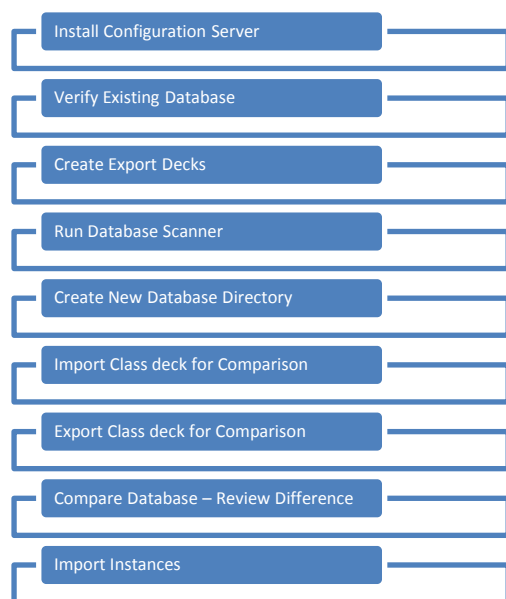 Install Configuration Server
Verify Existing Database
Create Export Decks
Run Database Scanner
Create New Database Directory
Import Class deck for Comparison
Export Class deck for Comparison
Compare Database – Review Difference
Import Instances